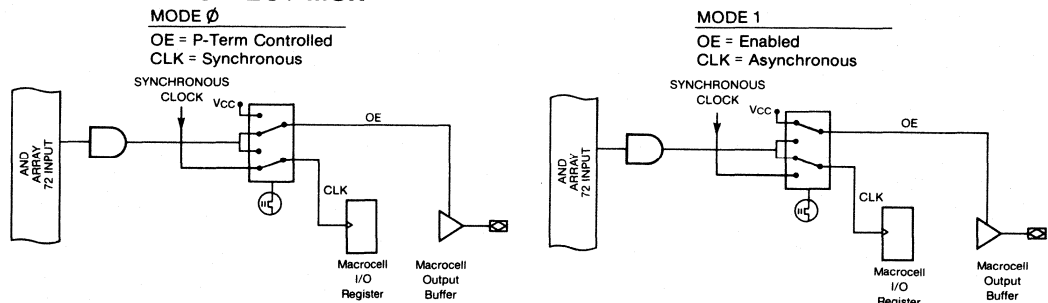 MODE Ø
OE = P-Term Controlled
CLK = Synchronous
SYNCHRONOUS
CLOCK
VCC
OE
AND
ARRAY
72 INPUT
CLK
Macrocell
I/O
Register
Macrocell
Output
Buffer
MODE 1
OE = Enabled
CLK = Asynchronous
SYNCHRONOUS
CLOCK
VCC
OE
AND
ARRAY
72 INPUT
CLK
Macrocell
I/O
Register
Macrocell
Output
Buffer